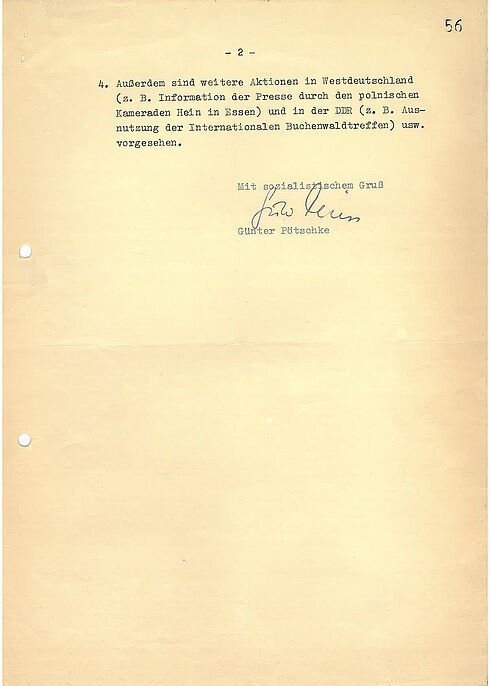 56
- 2 -
4. Außerdem sind weitere Aktionen in Westdeutschland
(z. B. Information der Presse durch den polnischen
Kameraden Hein in Essen) und in der DDR (z. B. Aus-
nutzung der Internationalen Buchenwaldtreffen) usw.
vorgesehen.
Mit sozialistischem Gruß
Günter Pötschke